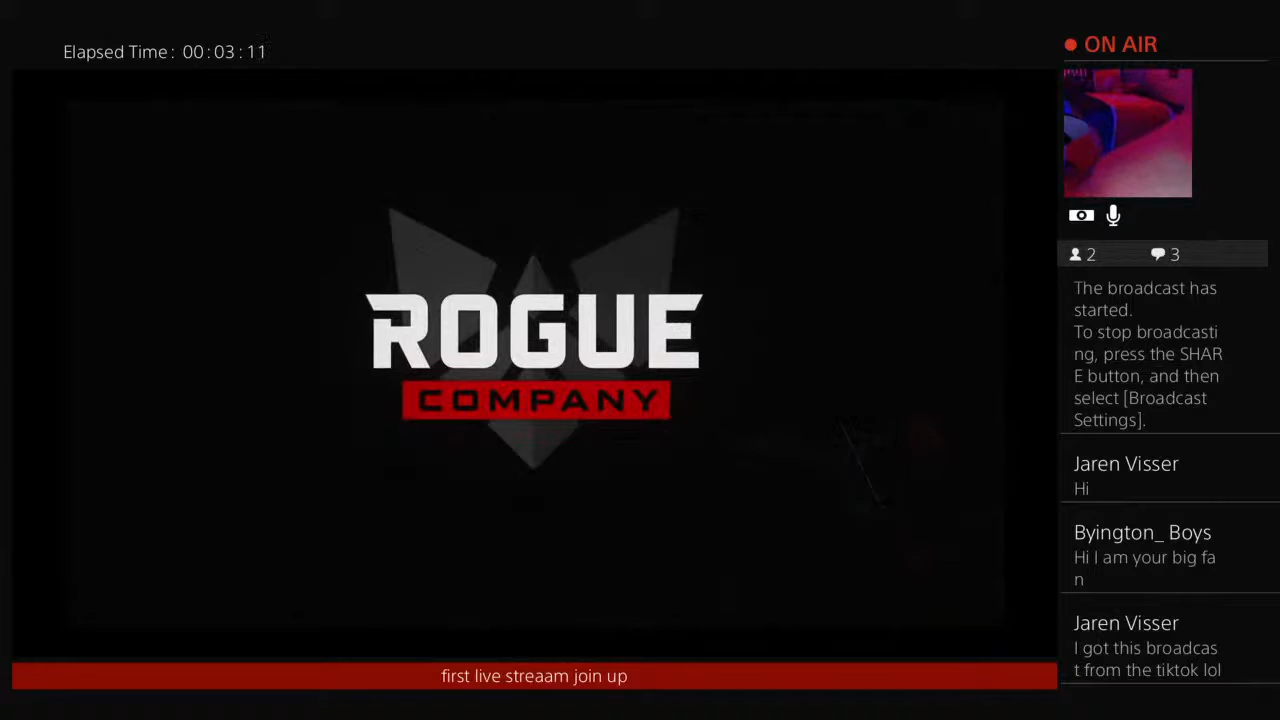 Elapsed Time: 00:03:11
ON AIR
ROGUE
COMPANY
2 3
The broadcast has
started.
To stop broadcasti
ng, press the SHAR
E button, and then
select [Broadcast
Settings].
Jaren Visser
Hi
Byington_ Boys
Hi I am your big fa
n
Jaren Visser
I got this broadcas
t from the tiktok lol
first live streaam join up